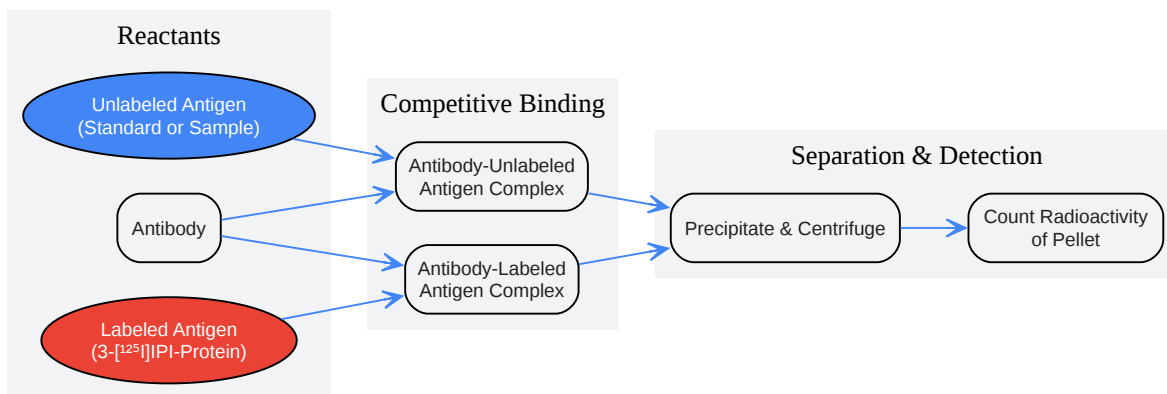 Reactants
Unlabeled Antigen
(Standard or Sample)
Antibody
Labeled Antigen
(3-[¹²⁵I]IPI-Protein)
Competitive Binding
Antibody-Unlabeled
Antigen Complex
Antibody-Labeled
Antigen Complex
Separation & Detection
Precipitate & Centrifuge
Count Radioactivity
of Pellet